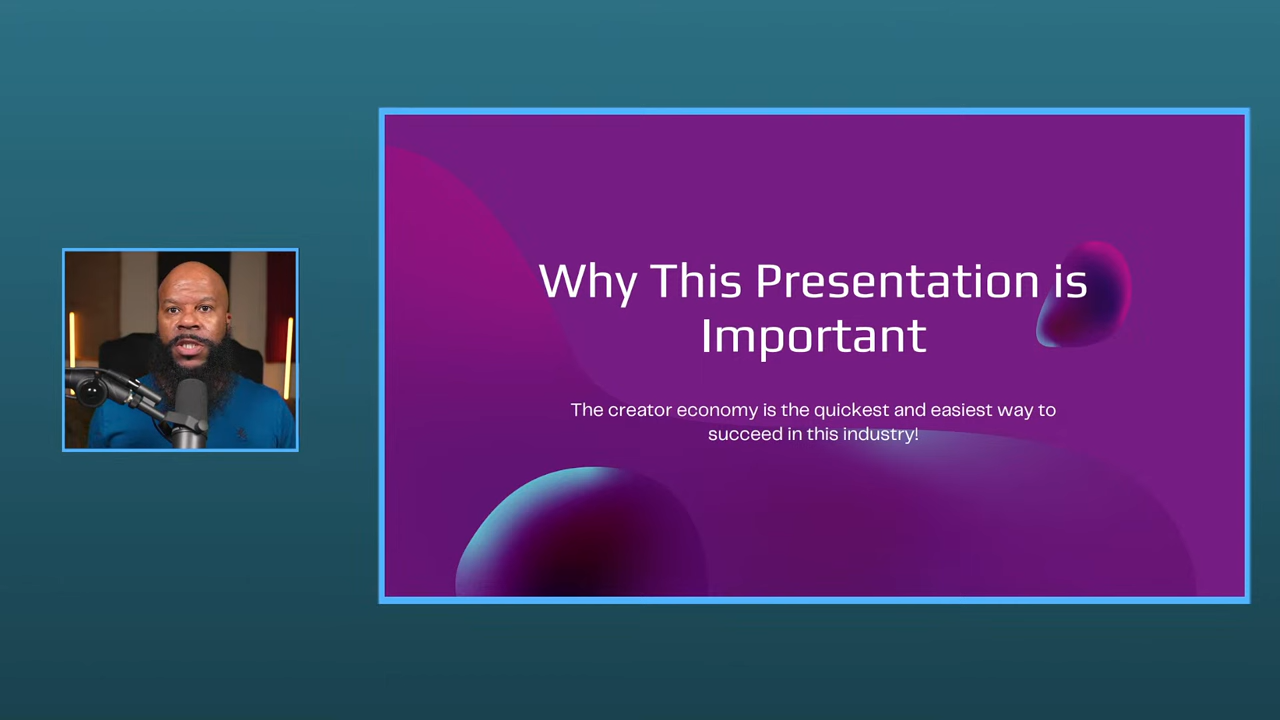 Why This Presentation is
Important
The creator economy is the quickest and easiest way to
succeed in this industry!